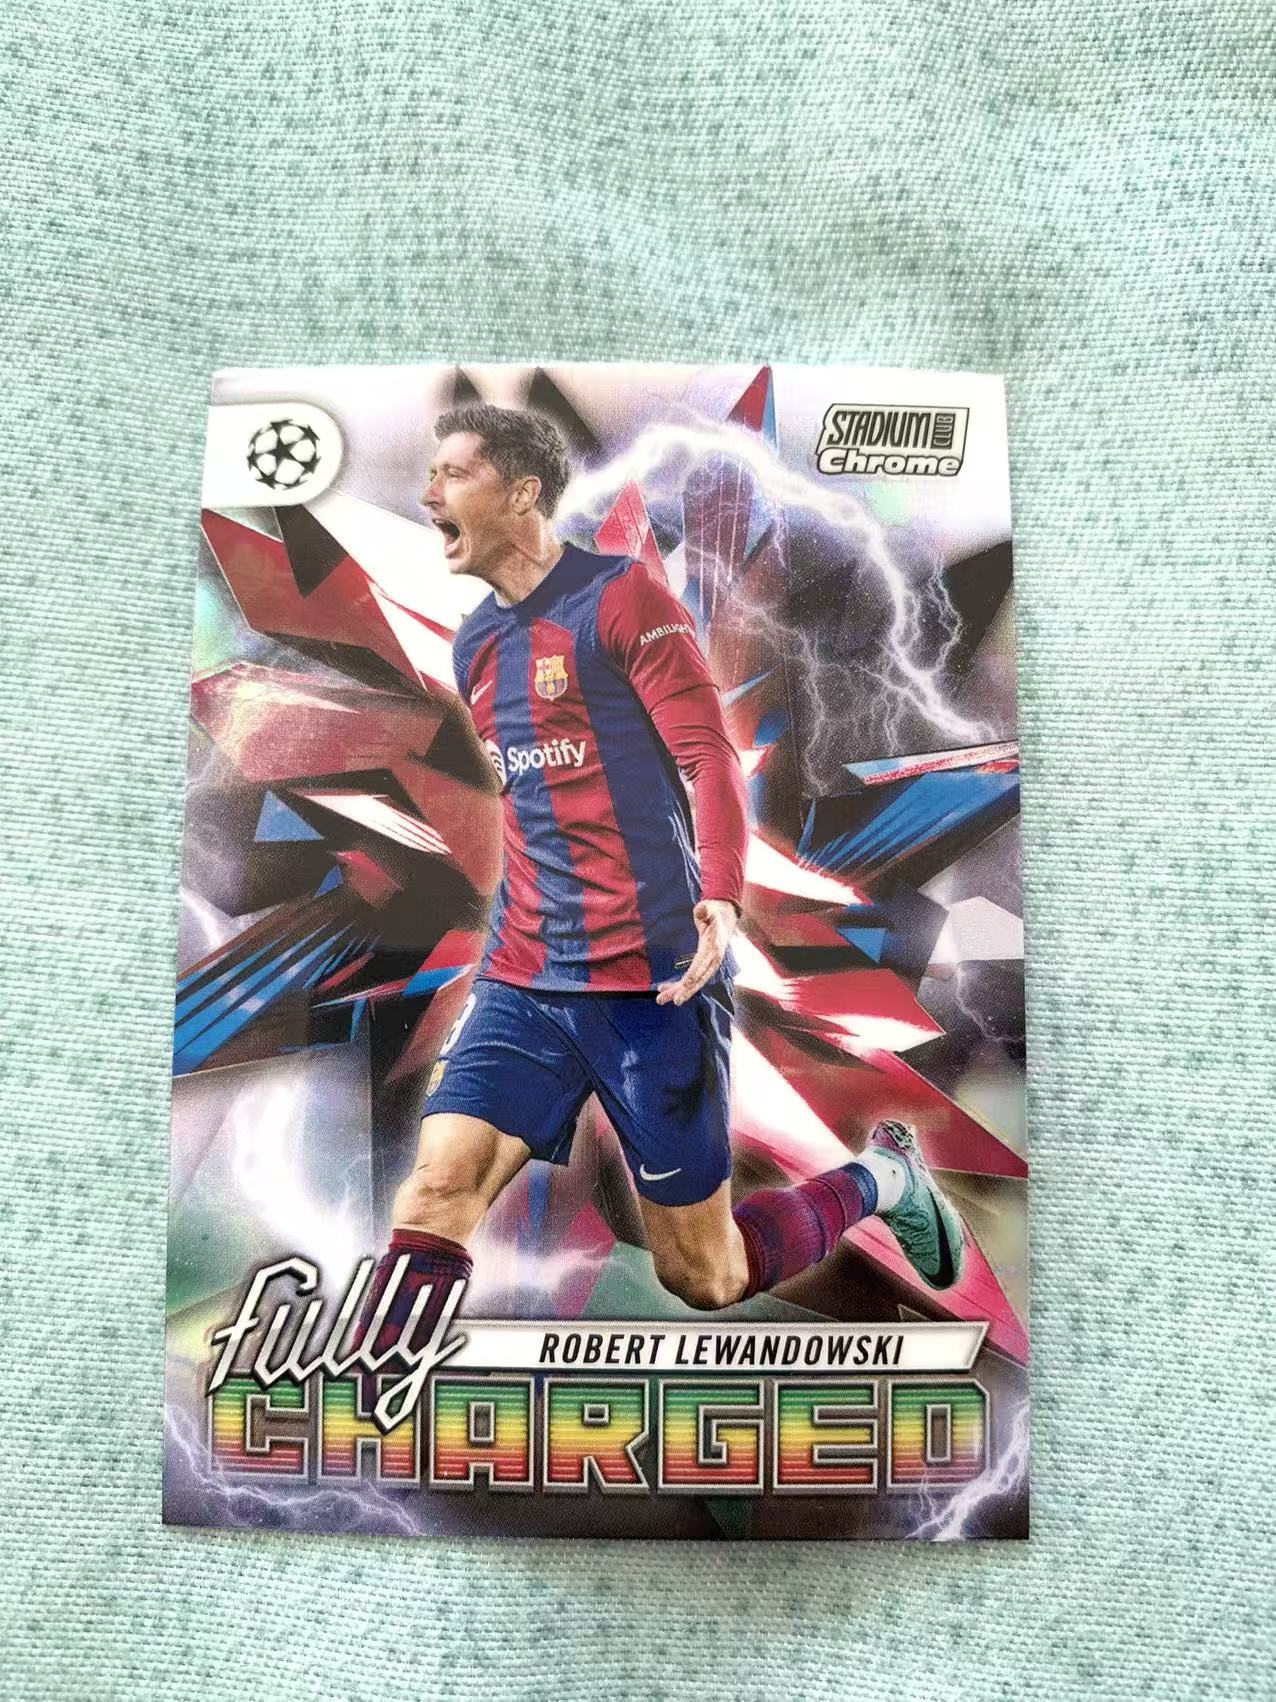 STADIUM CLUB
Chrome
AMBILIGHT
Spotify
fully
ROBERT LEWANDOWSKI
CHARGED